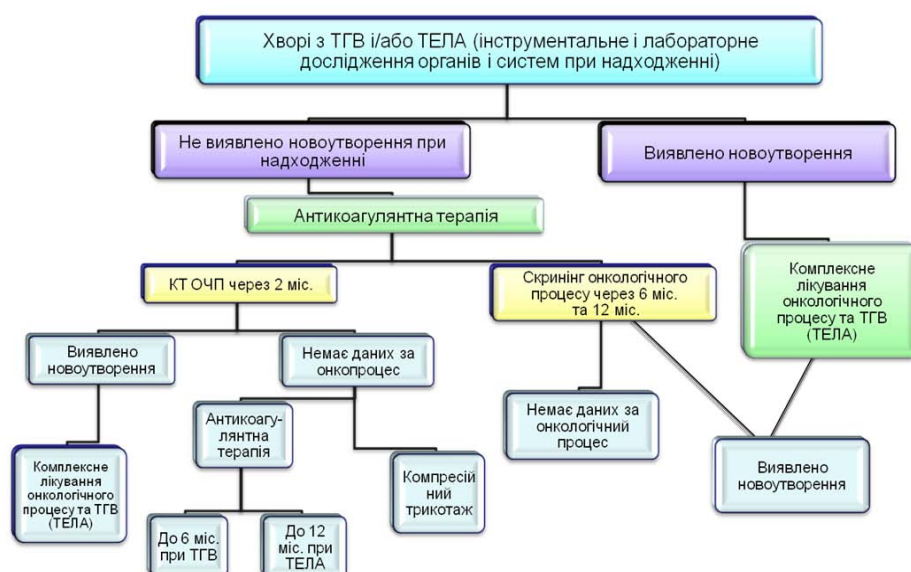 Хворі з ТГВ і/або ТЕЛА (інструментальне і лабораторне
дослідження органів і систем при надходженні)
Не виявлено новоутворення при
надходженні
Виявлено новоутворення
Антикоагулянтна терапія
КТ ОЧП через 2 міс.
Скринінг онкологічного
процесу через 6 міс.
та 12 міс.
Комплексне
лікування
онкологічного
процесу та ТГВ
(ТЕЛА)
Виявлено
новоутворення
Немає даних за
онкопроцес
Немає даних за
онкологічний
процес
Виявлено
новоутворення
Комплексне
лікування
онкологічного
процесу та ТГВ
(ТЕЛА)
Антикоагу-
лянтна
терапія
Компресій
ний
трикотаж
До 6 міс.
при ТГВ
До 12
міс. при
ТЕЛА